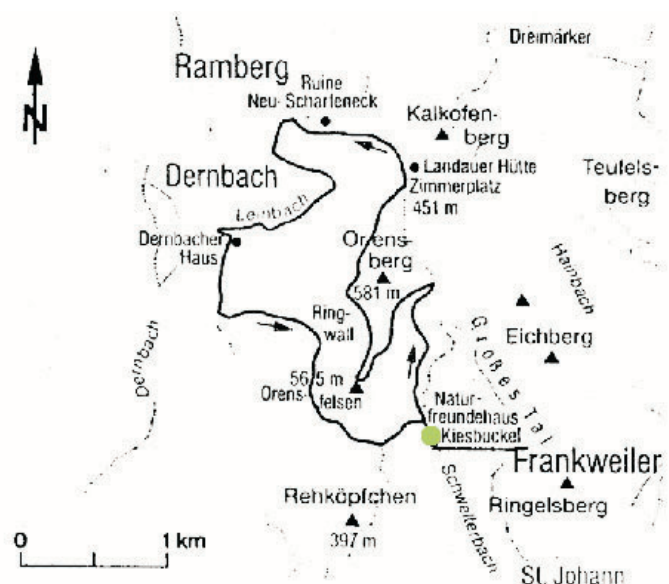 Dreimärker
Ramberg
Ruine
Neu-Scharfeneck
N
Kalkofen-
berg
Landauer Hütte
Zimmerplatz
451 m
Teufels-
berg
Dernbach
Leinbach
Dernbacher
Haus
Orens-
berg
581 m
Hainbach
Ring-
wall
Großes Tal
Eichberg
Dernbach
565 m
Orens-
felsen
Natur-
freundehaus
Kiesbuckel
Frankweiler
Ringelsberg
Rehköpfchen
397 m
0 1 km
St. Johann